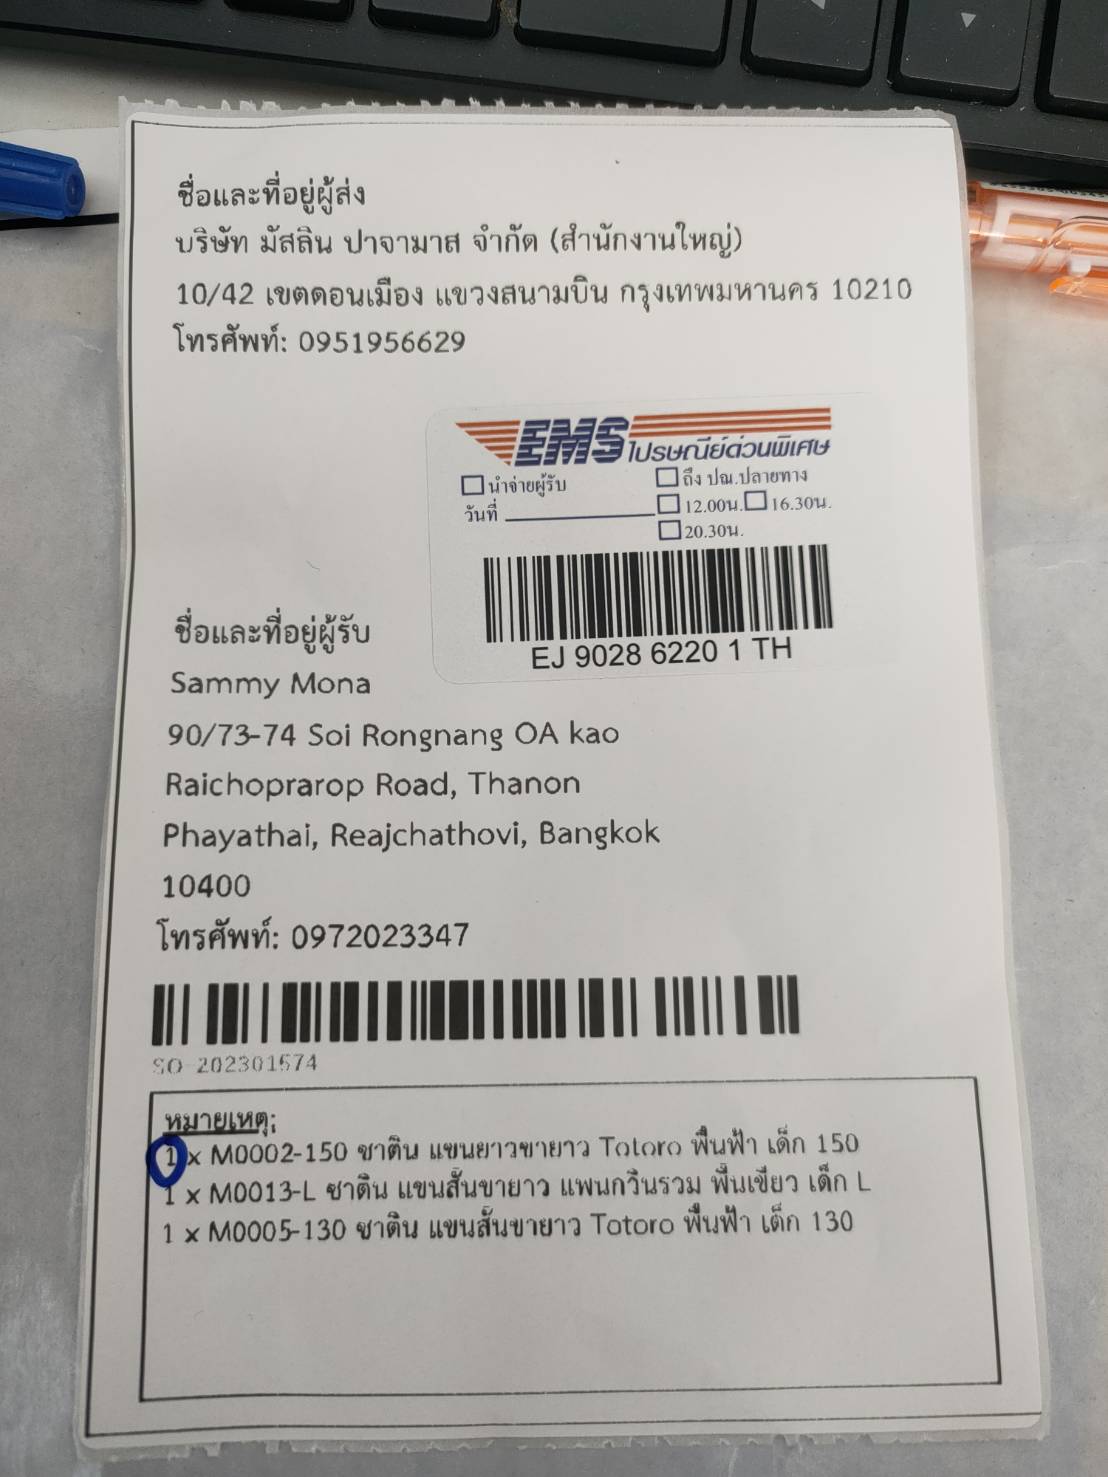 ชื่อและที่อยู่ผู้ส่ง
บริษัท มัสลิน ปาจามาส จำกัด (สำนักงานใหญ่)
10/42 เขตดอนเมือง แขวงสนามบิน กรุงเทพมหานคร 10210
โทรศัพท์: 0951956629
EMS ไปรษณีย์ด่วนพิเศษ
นำจ่ายผู้รับ ถึง ปณ.ปลายทาง
วันที่ 12.00น. 16.30น.
20.30น.
EJ 9028 6220 1 TH
ชื่อและที่อยู่ผู้รับ
Sammy Mona
90/73-74 Soi Rongnang OA kao
Raichoprarop Road, Thanon
Phayathai, Reajchathovi, Bangkok
10400
โทรศัพท์: 0972023347
SO-202301574
หมายเหตุ:
1 x M0002-150 ซาติน แขนยาวขายาว Totoro พื้นฟ้า เด็ก 150
1 x M0013-L ซาติน แขนสั้นขายาว แพนกวินรวม พื้นเขียว เด็ก L
1 x M0005-130 ซาติน แขนสั้นขายาว Totoro พื้นฟ้า เด็ก 130